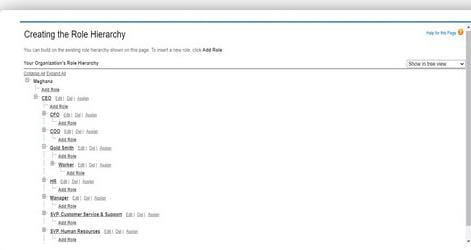 Creating the Role Hierarchy
Help for this Page
You can build on the existing role hierarchy shown on this page. To insert a new role, click Add Role.
Your Organization's Role Hierarchy
Show in tree view
Collapse All Expand All
Meghana
Add Role
CEO Edit | Del | Assign
Add Role
CFO Edit | Del | Assign
Add Role
COO Edit | Del | Assign
Add Role
Gold Smith Edit | Del | Assign
Add Role
Worker Edit | Del | Assign
Add Role
HR Edit | Del | Assign
Add Role
Manager Edit | Del | Assign
Add Role
SVP, Customer Service & Support Edit | Del | Assign
Add Role
SVP, Human Resources Edit | Del | Assign
Add Role